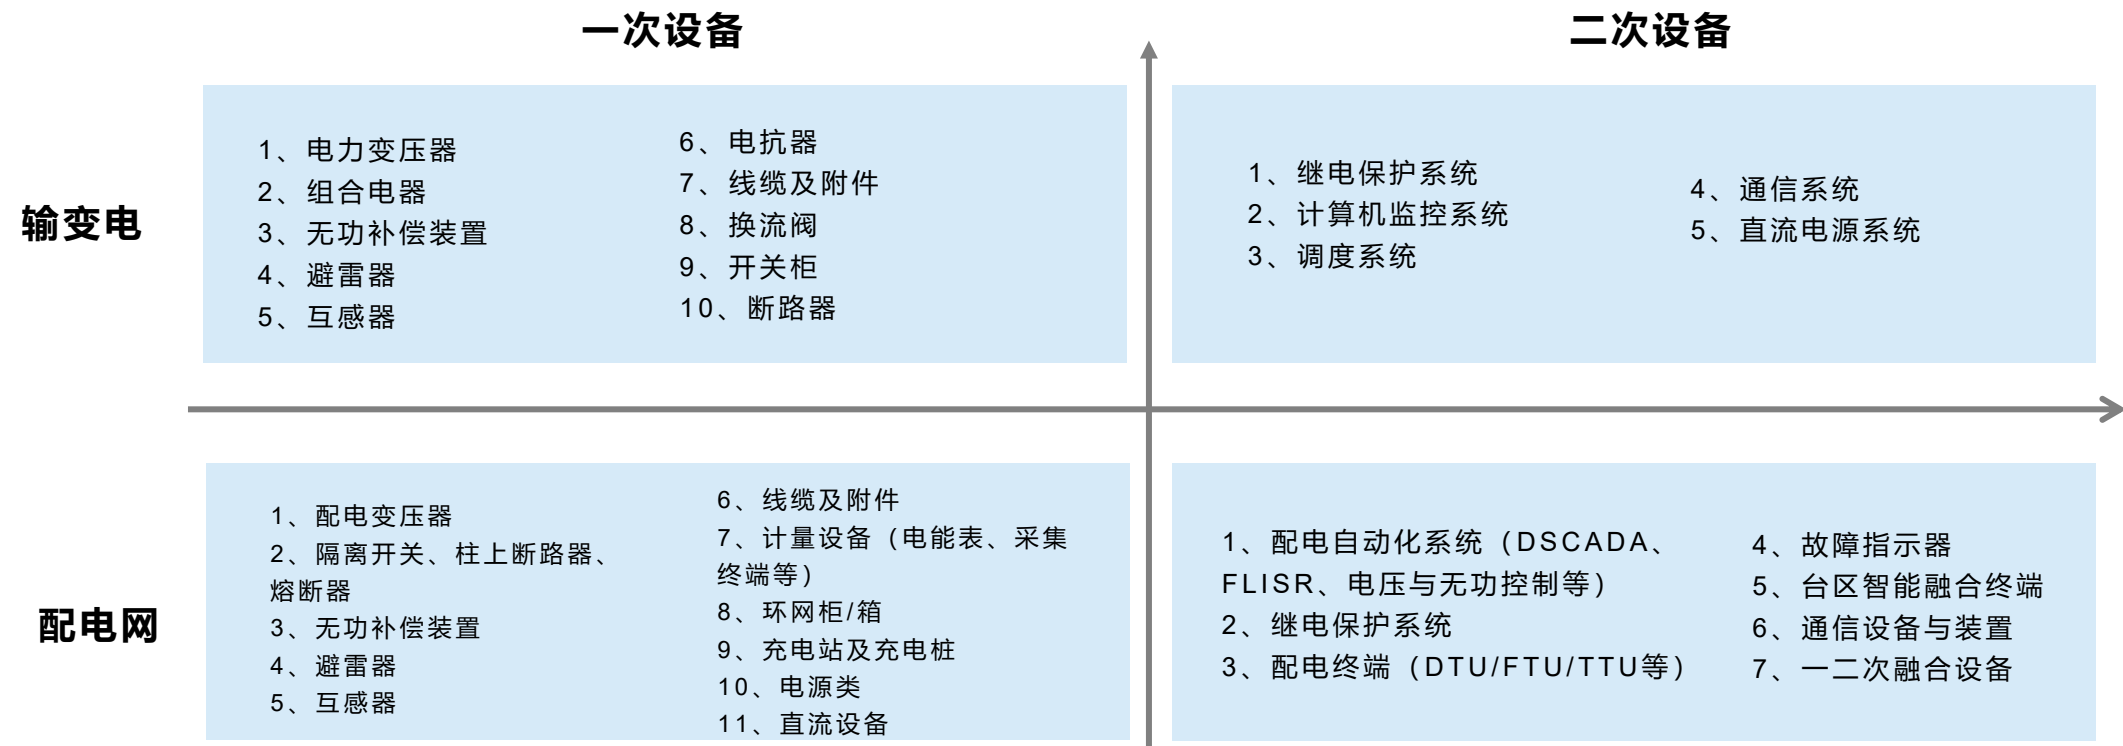 一次设备
二次设备
输变电
1、电力变压器
2、组合电器
3、无功补偿装置
4、避雷器
5、互感器
6、电抗器
7、线缆及附件
8、换流阀
9、开关柜
10、断路器
1、继电保护系统
2、计算机监控系统
3、调度系统
4、通信系统
5、直流电源系统
配电网
1、配电变压器
2、隔离开关、柱上断路器、
熔断器
3、无功补偿装置
4、避雷器
5、互感器
6、线缆及附件
7、计量设备（电能表、采集
终端等）
8、环网柜/箱
9、充电站及充电桩
10、电源类
11、直流设备
1、配电自动化系统（DSCADA、
FLISR、电压与无功控制等）
2、继电保护系统
3、配电终端（DTU/FTU/TTU等）
4、故障指示器
5、台区智能融合终端
6、通信设备与装置
7、一二次融合设备